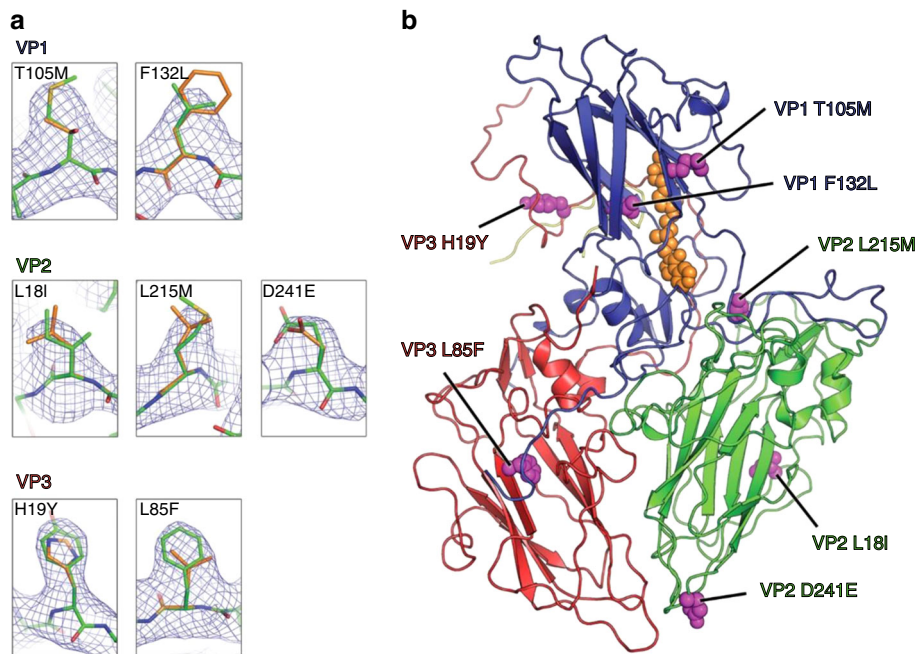 a
VP1
T105M
F132L
VP2
L18I
L215M
D241E
VP3
H19Y
L85F
b
VP1 T105M
VP1 F132L
VP3 H19Y
VP2 L215M
VP3 L85F
VP2 L18I
VP2 D241E